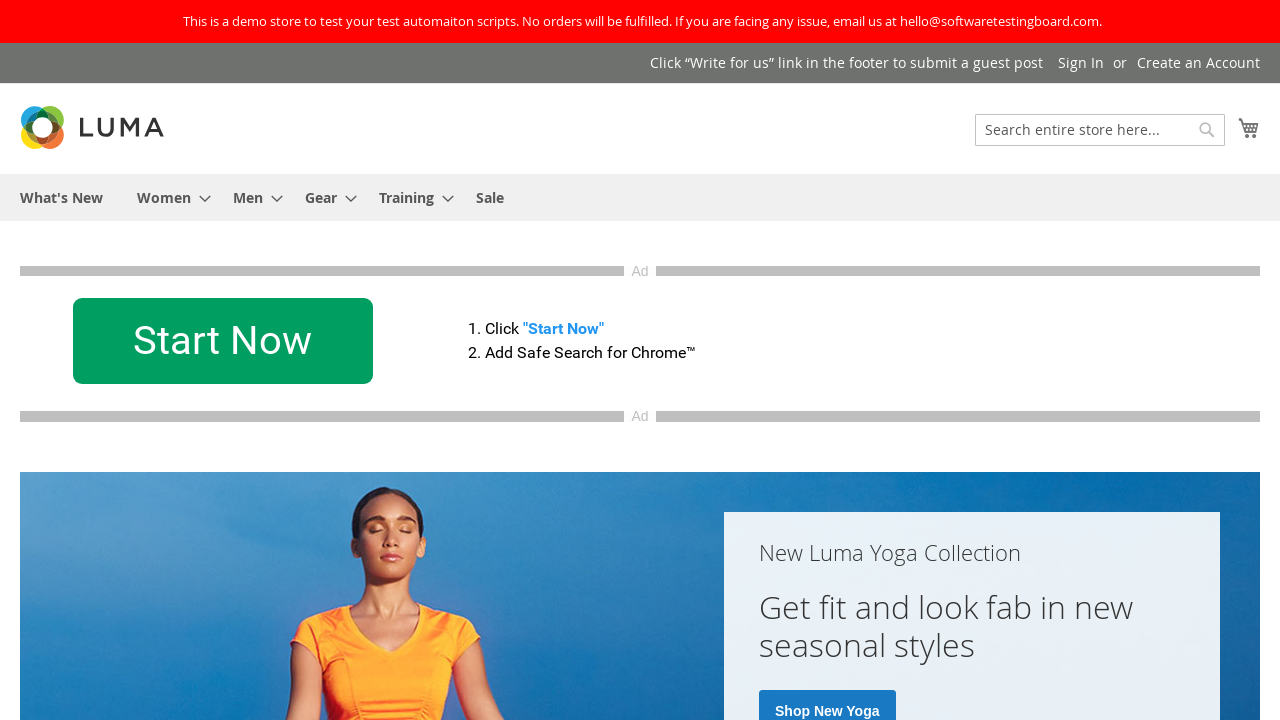 This is a demo store to test your test automaiton scripts. No orders will be fulfilled. If you are facing any issue, email us at hello@softwaretestingboard.com.
Click “Write for us” link in the footer to submit a guest post Sign In or Create an Account
LUMA
Search entire store here...
What's New Women Men Gear Training Sale
Ad
Start Now
1. Click "Start Now"
2. Add Safe Search for Chrome™
Ad
New Luma Yoga Collection
Get fit and look fab in new
seasonal styles
Shop New Yoga